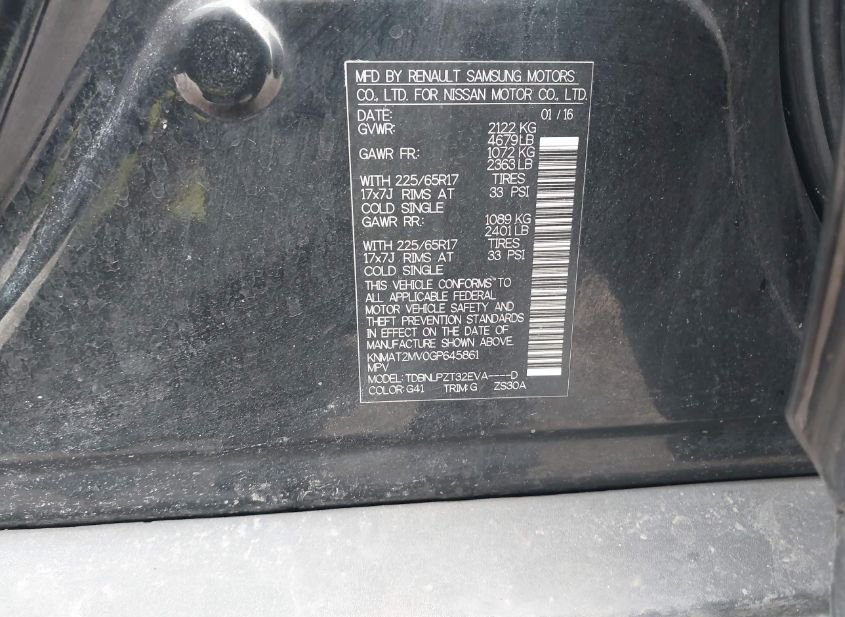 MFD BY RENAULT SAMSUNG MOTORS
CO., LTD. FOR NISSAN MOTOR CO., LTD.
DATE: 01/16
GVWR: 2122 KG
4679 LB
GAWR FR: 1072 KG
2363 LB
WITH 225/65R17 TIRES
17x7J RIMS AT 33 PSI
COLD SINGLE
GAWR RR: 1089 KG
2401 LB
WITH 225/65R17 TIRES
17x7J RIMS AT 33 PSI
COLD SINGLE
THIS VEHICLE CONFORMS TO
ALL APPLICABLE FEDERAL
MOTOR VEHICLE SAFETY AND
THEFT PREVENTION STANDARDS
IN EFFECT ON THE DATE OF
MANUFACTURE SHOWN ABOVE.
KNMAT2MV0GP645861
MPV
MODEL: TDBNLPZT32EVA----D
COLOR: G41 TRIM: G ZS30A